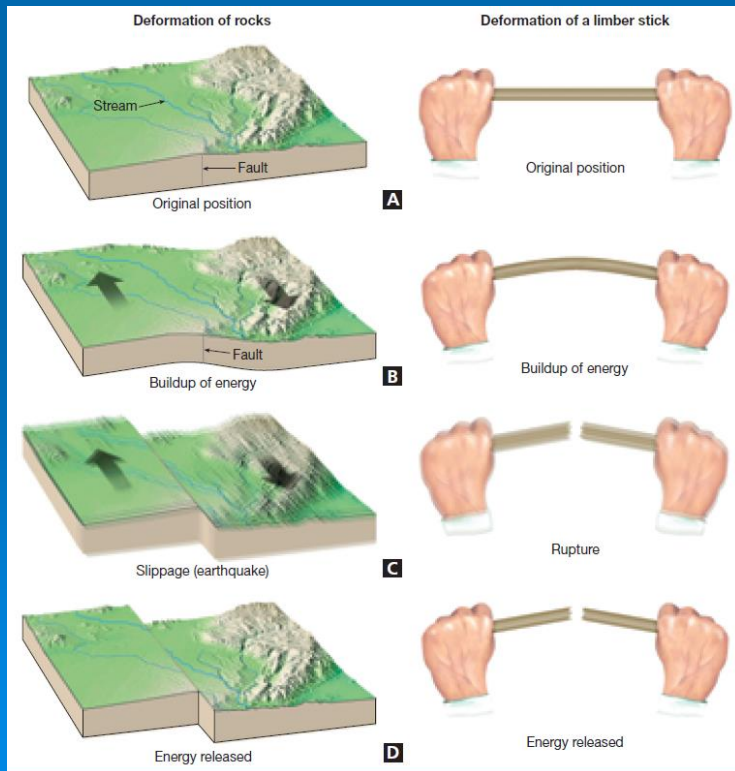 Deformation of rocks
Deformation of a limber stick
Stream
Fault
Original position
A
Original position
Fault
Buildup of energy
B
Buildup of energy
Slippage (earthquake)
C
Rupture
Energy released
D
Energy released